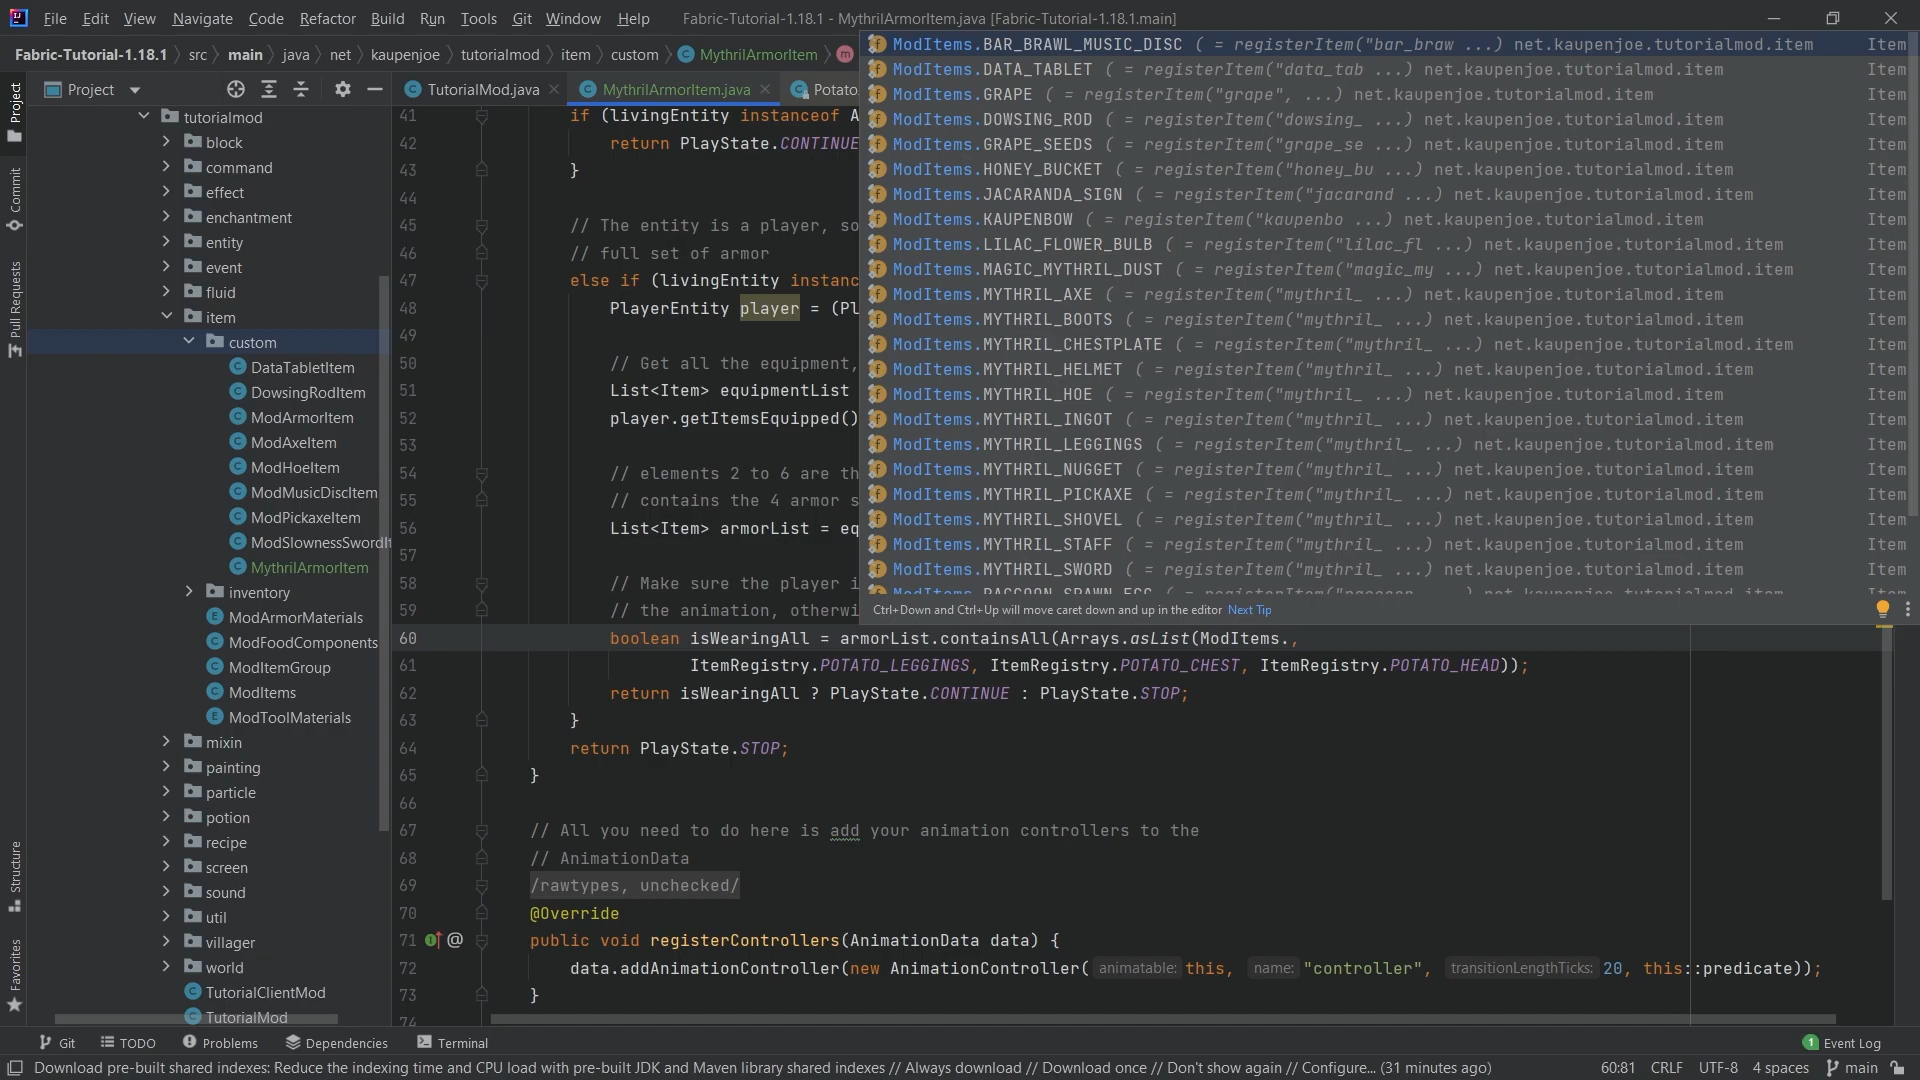 File Edit View Navigate Code Refactor Build Run Tools Git Window Help Fabric-Tutorial-1.18.1 - MythrilArmorItem.java [Fabric-Tutorial-1.18.1.main]
Fabric-Tutorial-1.18.1 src main java net kaupenjoe tutorialmod item custom MythrilArmorItem
Project
TutorialMod.java MythrilArmorItem.java Potato
Project
Commit
Pull Requests
Structure
Favorites
tutorialmod
block
command
effect
enchantment
entity
event
fluid
item
custom
DataTabletItem
DowsingRodItem
ModArmorItem
ModAxeItem
ModHoeItem
ModMusicDiscItem
ModPickaxeItem
ModSlownessSwordIt
MythrilArmorItem
inventory
ModArmorMaterials
ModFoodComponents
ModItemGroup
ModItems
ModToolMaterials
mixin
painting
particle
potion
recipe
screen
sound
util
villager
world
TutorialClientMod
TutorialMod
41 if (livingEntity instanceof A
42 return PlayState.CONTINUE
43 }
44
45 // The entity is a player, so
46 // full set of armor
47 else if (livingEntity instanc
48 PlayerEntity player = (Pl
49
50 // Get all the equipment,
51 List<Item> equipmentList
52 player.getItemsEquipped()
53
54 // elements 2 to 6 are th
55 // contains the 4 armor s
56 List<Item> armorList = eq
57
58 // Make sure the player i
59 // the animation, otherwi
60 boolean isWearingAll = armorList.containsAll(Arrays.asList(ModItems.,
61 ItemRegistry.POTATO_LEGGINGS, ItemRegistry.POTATO_CHEST, ItemRegistry.POTATO_HEAD));
62 return isWearingAll ? PlayState.CONTINUE : PlayState.STOP;
63 }
64 return PlayState.STOP;
65 }
66
67 // All you need to do here is add your animation controllers to the
68 // AnimationData
69 /rawtypes, unchecked/
70 @Override
71 @ public void registerControllers(AnimationData data) {
72 data.addAnimationController(new AnimationController( animatable: this, name: "controller", transitionLengthTicks: 20, this::predicate));
73 }
74
ModItems.BAR_BRAWL_MUSIC_DISC ( = registerItem("bar_braw ...) net.kaupenjoe.tutorialmod.item Item
ModItems.DATA_TABLET ( = registerItem("data_tab ...) net.kaupenjoe.tutorialmod.item Item
ModItems.GRAPE ( = registerItem("grape", ...) net.kaupenjoe.tutorialmod.item Item
ModItems.DOWSING_ROD ( = registerItem("dowsing_ ...) net.kaupenjoe.tutorialmod.item Item
ModItems.GRAPE_SEEDS ( = registerItem("grape_se ...) net.kaupenjoe.tutorialmod.item Item
ModItems.HONEY_BUCKET ( = registerItem("honey_bu ...) net.kaupenjoe.tutorialmod.item Item
ModItems.JACARANDA_SIGN ( = registerItem("jacarand ...) net.kaupenjoe.tutorialmod.item Item
ModItems.KAUPENBOW ( = registerItem("kaupenbo ...) net.kaupenjoe.tutorialmod.item Item
ModItems.LILAC_FLOWER_BULB ( = registerItem("lilac_fl ...) net.kaupenjoe.tutorialmod.item Item
ModItems.MAGIC_MYTHRIL_DUST ( = registerItem("magic_my ...) net.kaupenjoe.tutorialmod.item Item
ModItems.MYTHRIL_AXE ( = registerItem("mythril_ ...) net.kaupenjoe.tutorialmod.item Item
ModItems.MYTHRIL_BOOTS ( = registerItem("mythril_ ...) net.kaupenjoe.tutorialmod.item Item
ModItems.MYTHRIL_CHESTPLATE ( = registerItem("mythril_ ...) net.kaupenjoe.tutorialmod.item Item
ModItems.MYTHRIL_HELMET ( = registerItem("mythril_ ...) net.kaupenjoe.tutorialmod.item Item
ModItems.MYTHRIL_HOE ( = registerItem("mythril_ ...) net.kaupenjoe.tutorialmod.item Item
ModItems.MYTHRIL_INGOT ( = registerItem("mythril_ ...) net.kaupenjoe.tutorialmod.item Item
ModItems.MYTHRIL_LEGGINGS ( = registerItem("mythril_ ...) net.kaupenjoe.tutorialmod.item Item
ModItems.MYTHRIL_NUGGET ( = registerItem("mythril_ ...) net.kaupenjoe.tutorialmod.item Item
ModItems.MYTHRIL_PICKAXE ( = registerItem("mythril_ ...) net.kaupenjoe.tutorialmod.item Item
ModItems.MYTHRIL_SHOVEL ( = registerItem("mythril_ ...) net.kaupenjoe.tutorialmod.item Item
ModItems.MYTHRIL_STAFF ( = registerItem("mythril_ ...) net.kaupenjoe.tutorialmod.item Item
ModItems.MYTHRIL_SWORD ( = registerItem("mythril_ ...) net.kaupenjoe.tutorialmod.item Item
Ctrl+Down and Ctrl+Up will move caret down and up in the editor Next Tip
Git TODO Problems Dependencies Terminal 1 Event Log
Download pre-built shared indexes: Reduce the indexing time and CPU load with pre-built JDK and Maven library shared indexes // Always download // Download once // Don't show again // Configure... (31 minutes ago) 60:81 CRLF UTF-8 4 spaces main